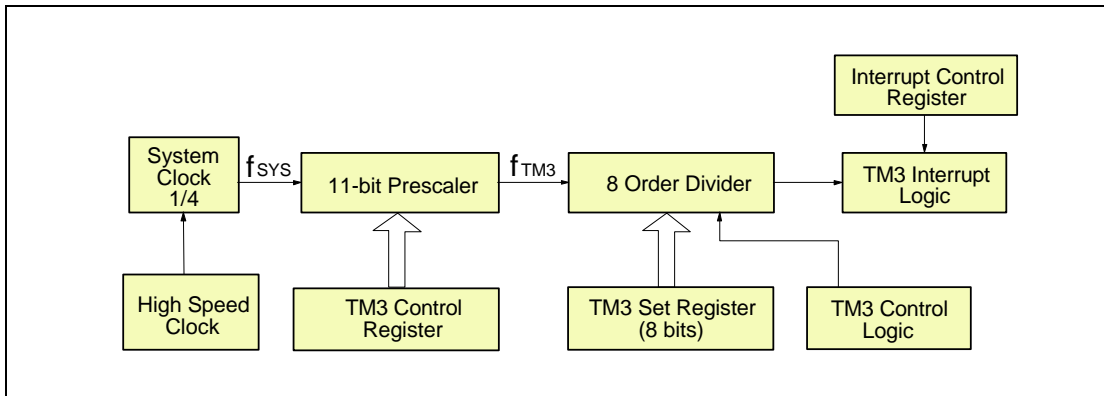 Interrupt Control
Register
System
Clock
1/4
fSYS
11-bit Prescaler
fTM3
8 Order Divider
TM3 Interrupt
Logic
High Speed
Clock
TM3 Control
Register
TM3 Set Register
(8 bits)
TM3 Control
Logic